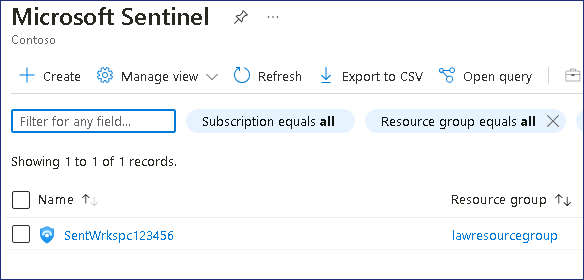 Microsoft Sentinel
Contoso
Create Manage view Refresh Export to CSV Open query
Filter for any field... Subscription equals all Resource group equals all
Showing 1 to 1 of 1 records.
Name Resource group
SentWrkspc123456 lawresourcegroup